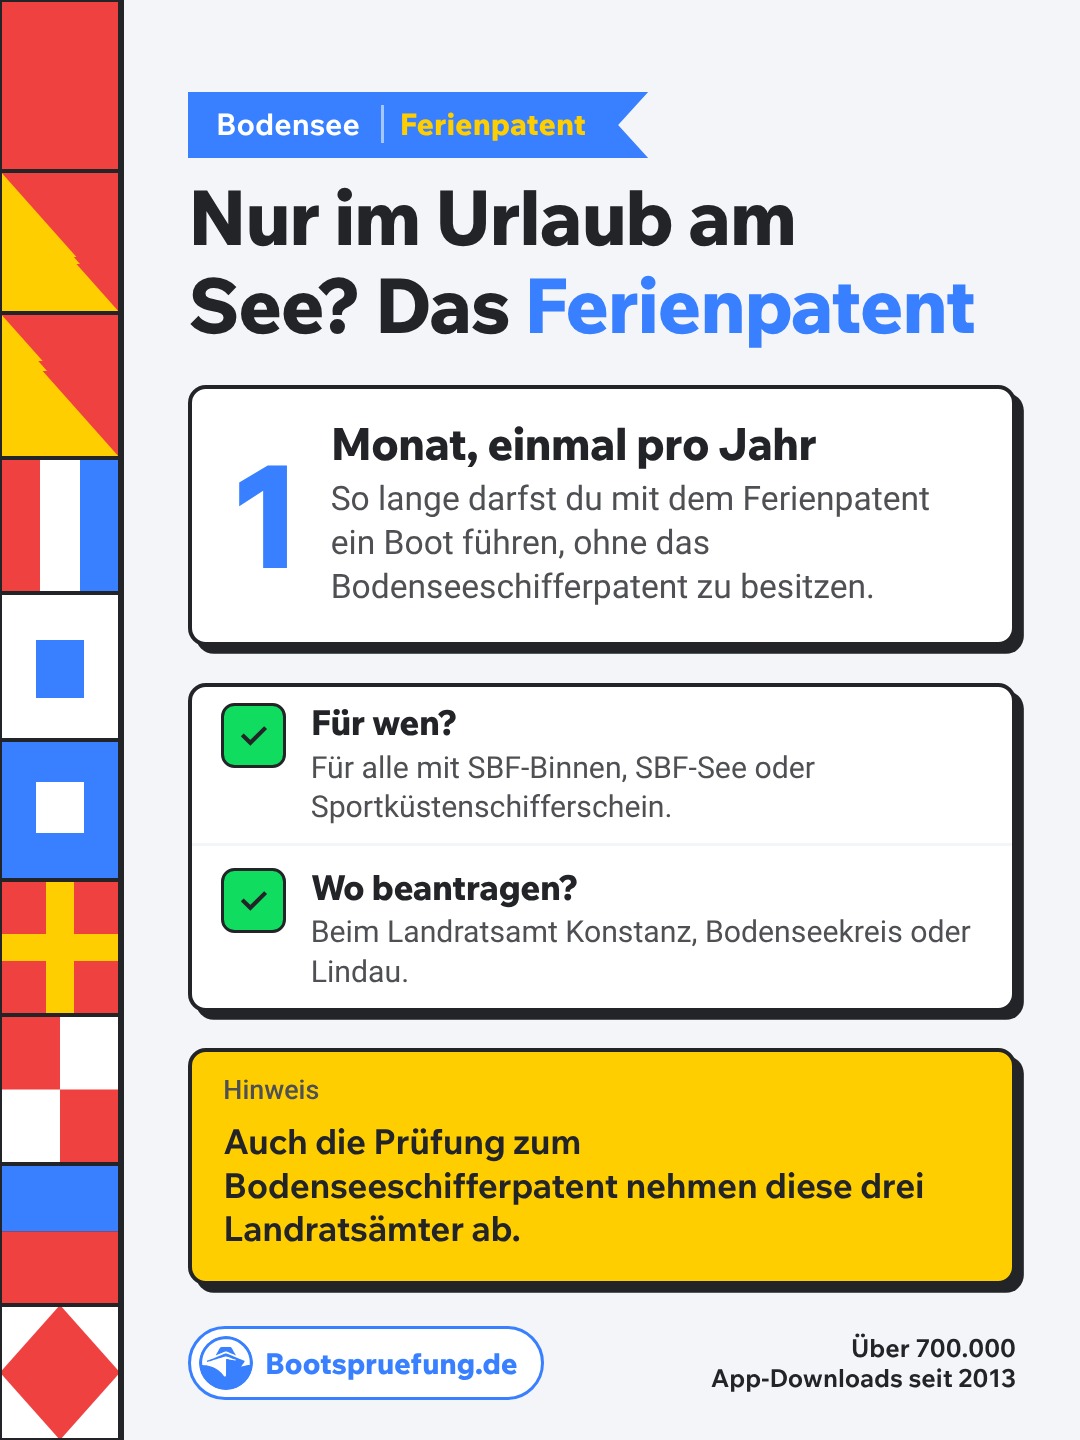 Bodensee | Ferienpatent
Nur im Urlaub am
See? Das Ferienpatent
1
Monat, einmal pro Jahr
So lange darfst du mit dem Ferienpatent
ein Boot führen, ohne das
Bodenseeschifferpatent zu besitzen.
Für wen?
Für alle mit SBF-Binnen, SBF-See oder
Sportküstenschifferschein.
Wo beantragen?
Beim Landratsamt Konstanz, Bodenseekreis oder
Lindau.
Hinweis
Auch die Prüfung zum
Bodenseeschifferpatent nehmen diese drei
Landratsämter ab.
Bootspruefung.de
Über 700.000
App-Downloads seit 2013